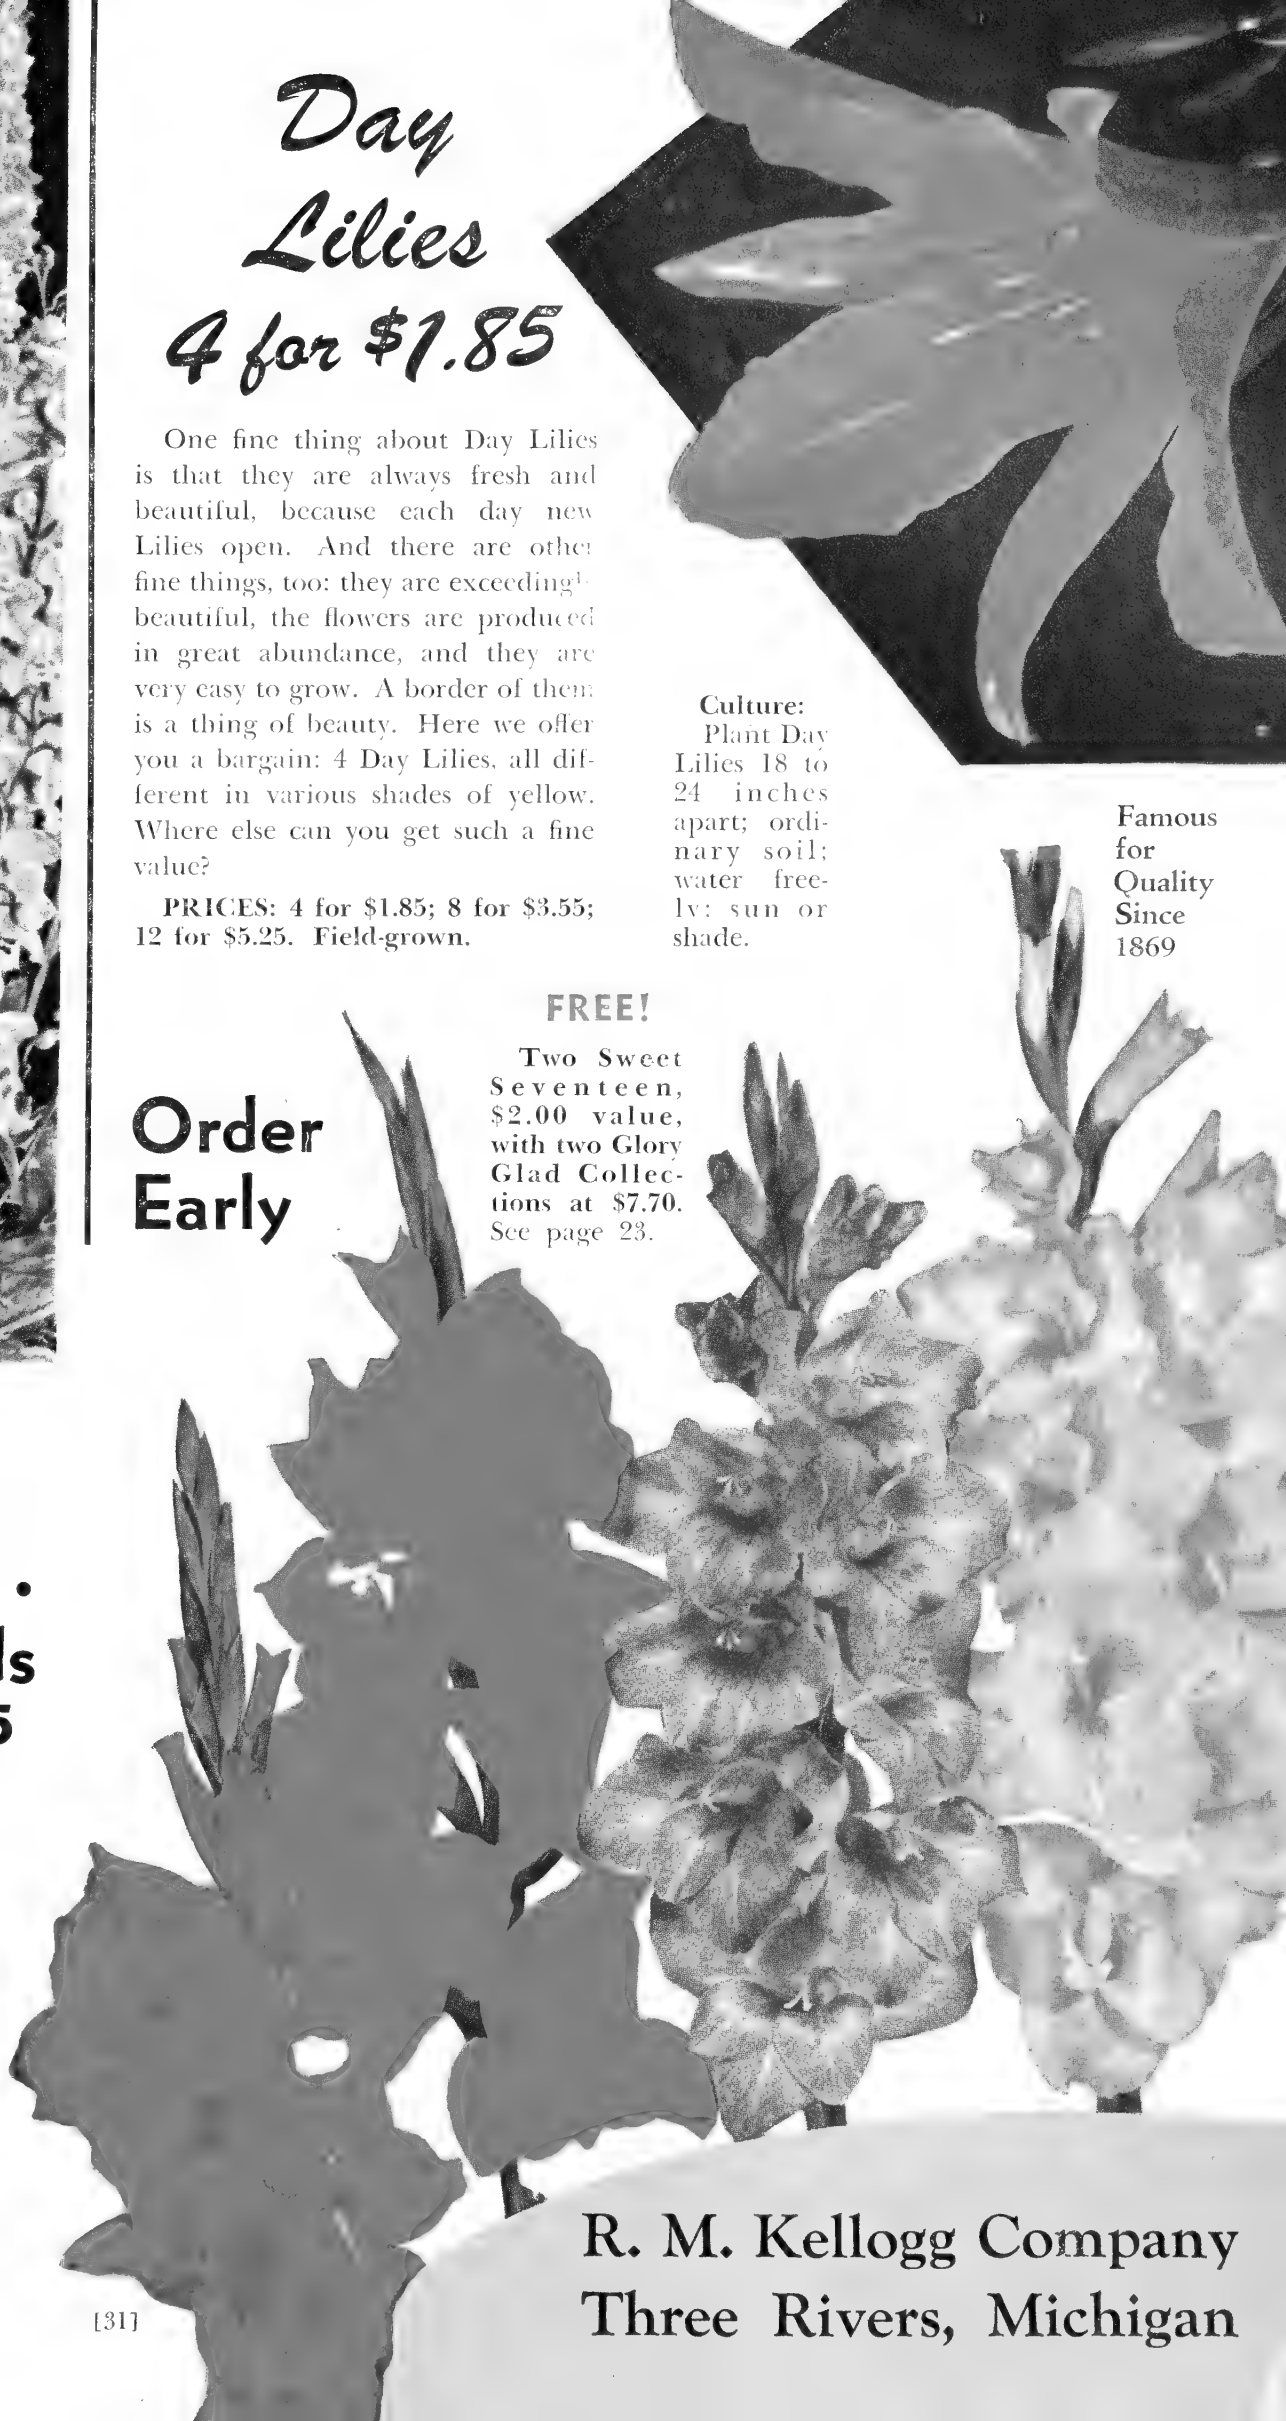 Day
Lilies
4 for $1.85
One fine thing about Day Lilies
is that they are always fresh and
beautiful, because each day new
Lilies open. And there are other
fine things, too: they are exceedingl
beautiful, the flowers are produced
in great abundance, and they are
very easy to grow. A border of them
is a thing of beauty. Here we offer
you a bargain: 4 Day Lilies, all dif-
ferent in various shades of yellow.
Where else can you get such a fine
value?
PRICES: 4 for $1.85; 8 for $3.55;
12 for $5.25. Field-grown.
Culture:
Plant Day
Lilies 18 to
24 inches
apart; ordi-
nary soil;
water free-
ly; sun or
shade.
Famous
for
Quality
Since
1869
FREE!
Two Sweet
Seventeen,
$2.00 value,
with two Glory
Glad Collec-
tions at $7.70.
See page 23.
Order
Early
.
ls
5
R. M. Kellogg Company
Three Rivers, Michigan
[31]